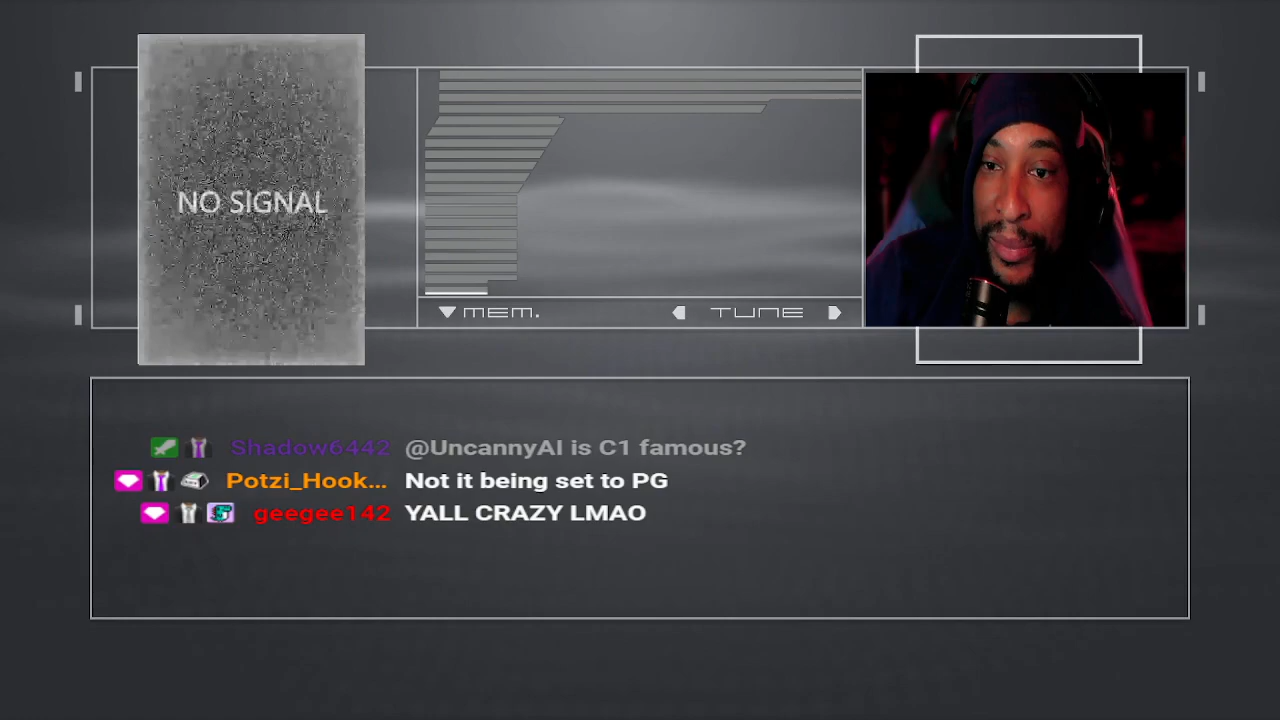 NO SIGNAL
MEM.
TUNE
Shadow6442 @UncannyAI is C1 famous?
Potzi_Hook... Not it being set to PG
geegee142 YALL CRAZY LMAO